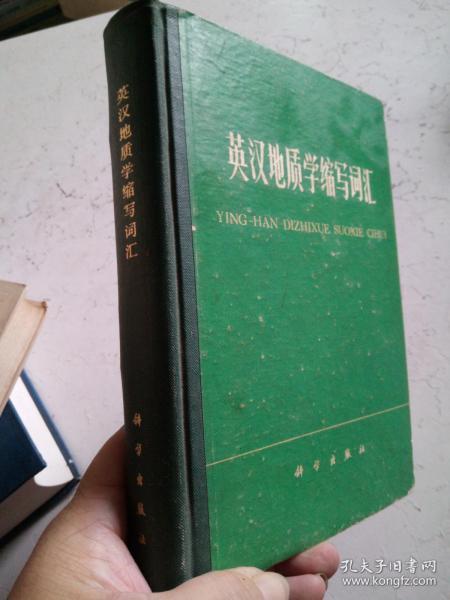 英汉地质学缩写词汇
科学出版社
英汉地质学缩写词汇
YING-HAN DIZHIXUE SUOXIE CIHUI
科学出版社
孔夫子旧书网
www.kongfz.com